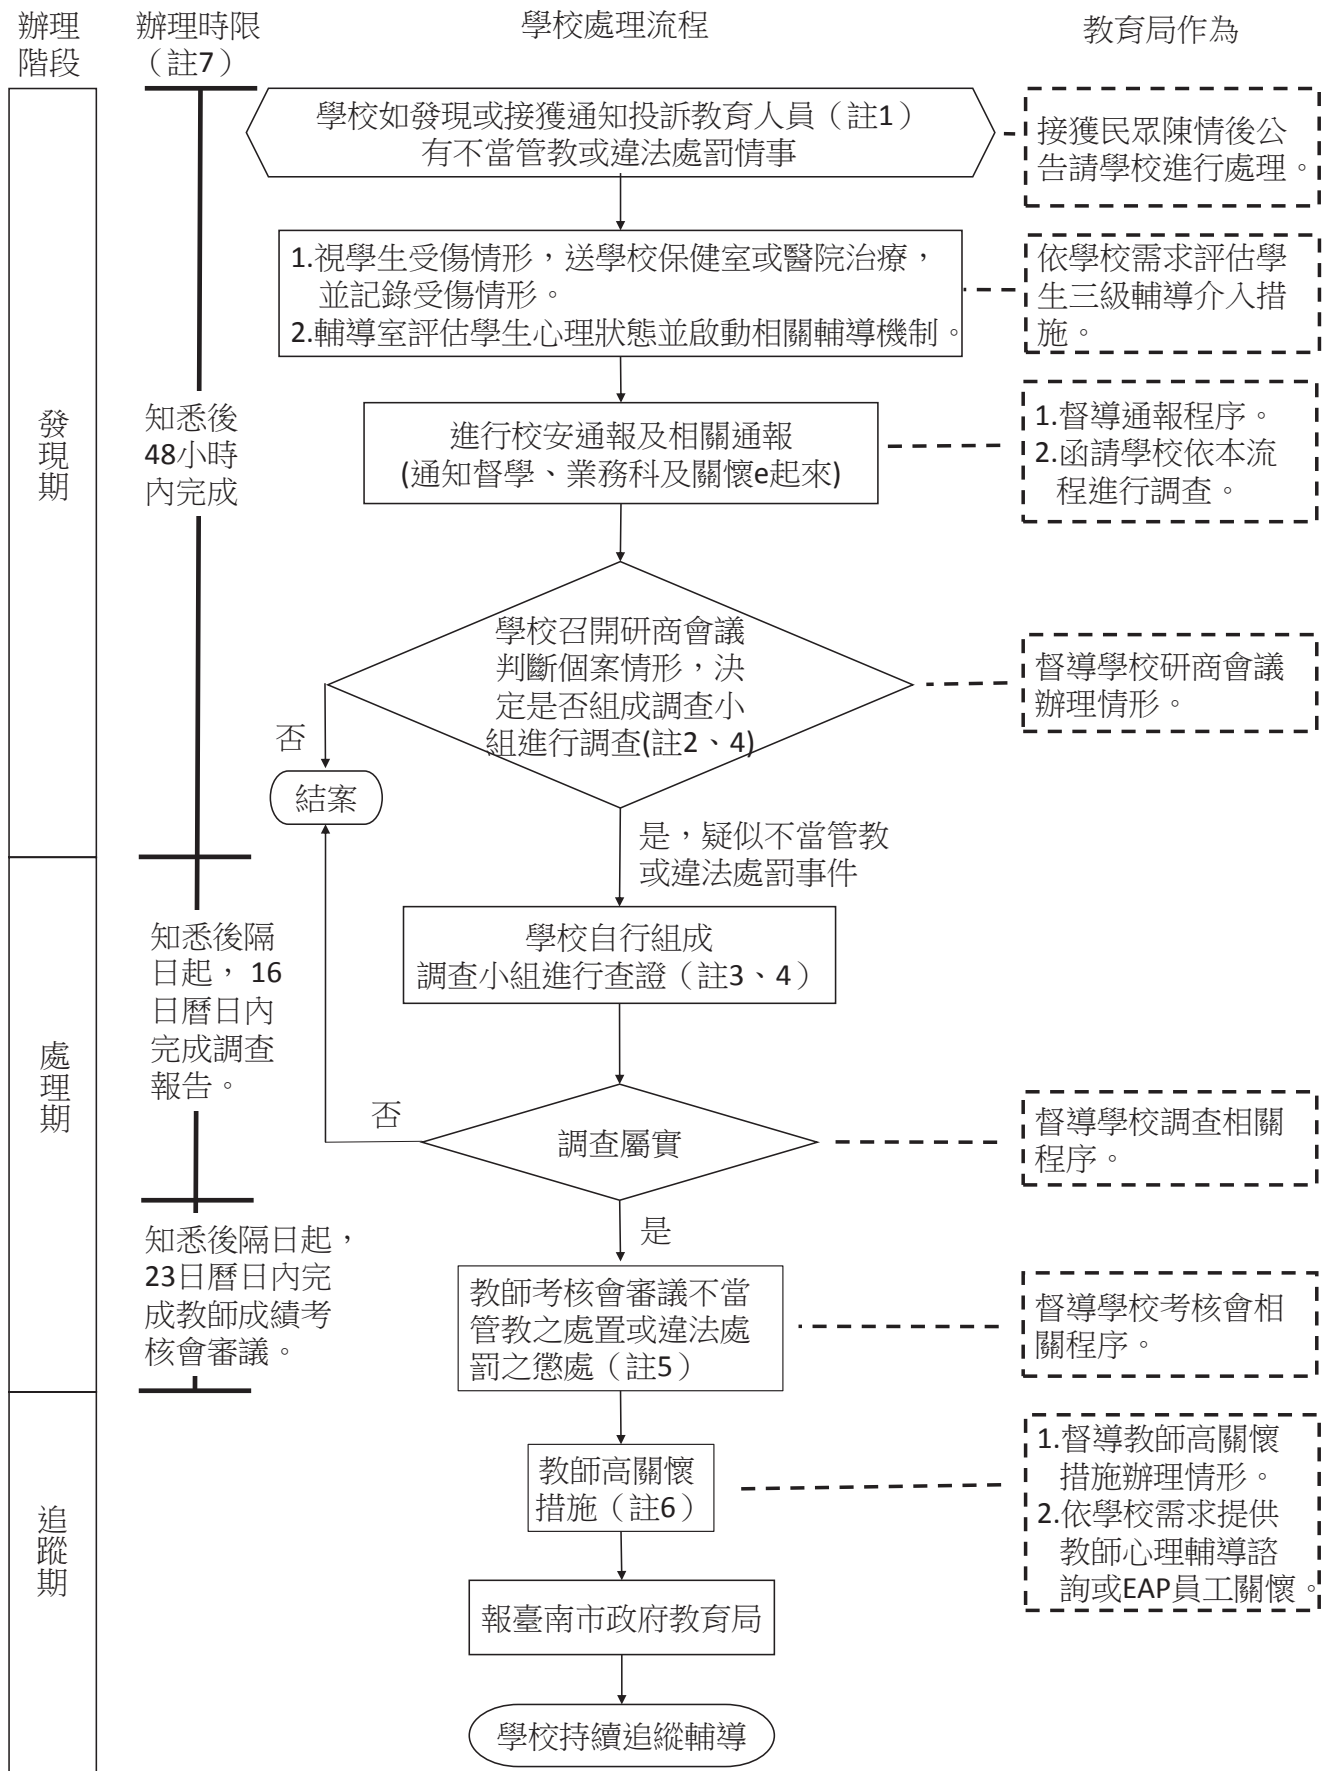 辦理
階段
辦理時限
（註7）
學校處理流程
教育局作為
發現期
知悉後
48小時
內完成
學校如發現或接獲通知投訴教育人員（註1）
有不當管教或違法處罰情事
接獲民眾陳情後公
告請學校進行處理。
1.視學生受傷情形，送學校保健室或醫院治療，
並記錄受傷情形。
2.輔導室評估學生心理狀態並啟動相關輔導機制。
依學校需求評估學
生三級輔導介入措
施。
進行校安通報及相關通報
(通知督學、業務科及關懷e起來)
1.督導通報程序。
2.函請學校依本流
程進行調查。
學校召開研商會議
判斷個案情形，決
定是否組成調查小
組進行調查(註2、4)
督導學校研商會議
辦理情形。
否
結案
是，疑似不當管教
或違法處罰事件
處理期
知悉後隔
日起，16
日曆日內
完成調查
報告。
學校自行組成
調查小組進行查證（註3、4）
否
調查屬實
督導學校調查相關
程序。
是
知悉後隔日起，
23日曆日內完
成教師成績考
核會審議。
教師考核會審議不當
管教之處置或違法處
罰之懲處（註5）
督導學校考核會相
關程序。
追蹤期
教師高關懷
措施（註6）
1.督導教師高關懷
措施辦理情形。
2.依學校需求提供
教師心理輔導諮
詢或EAP員工關懷。
報臺南市政府教育局
學校持續追縱輔導